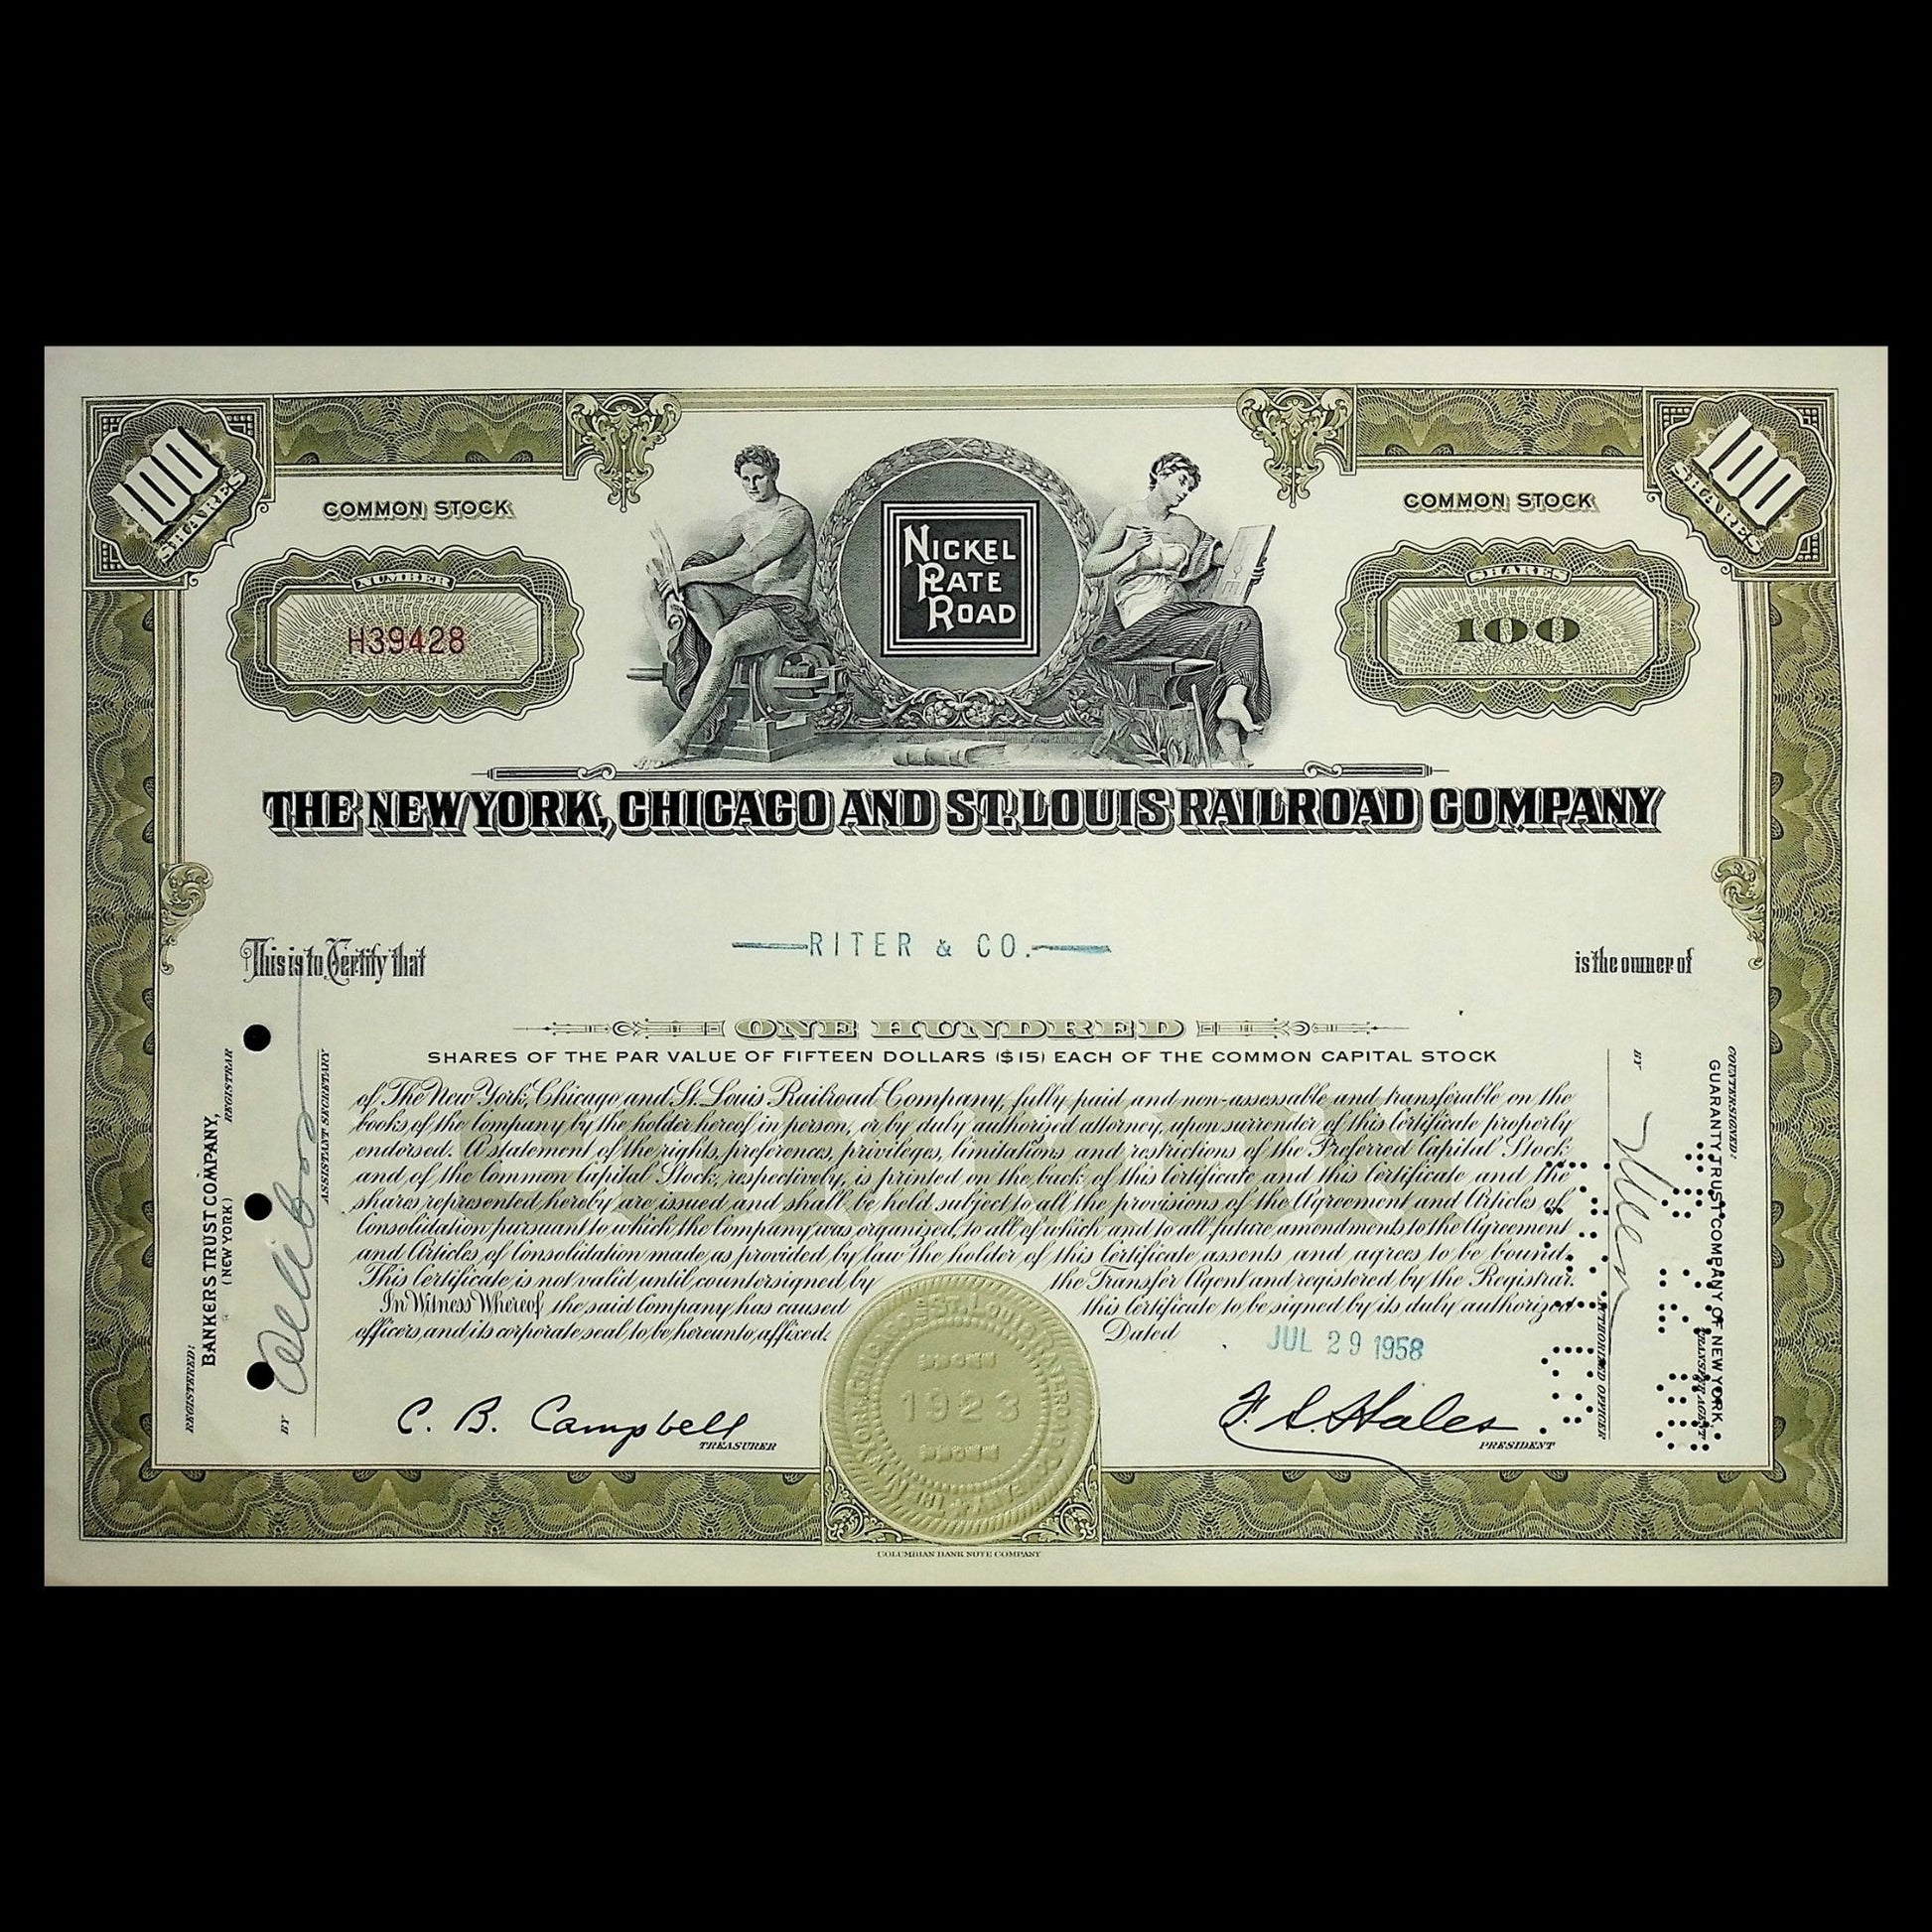 100 SHARES
100 SHARES
COMMON STOCK
COMMON STOCK
NUMBER
H39428
NICKEL
PLATE
ROAD
SHARES
100
THE NEW YORK, CHICAGO AND ST. LOUIS RAILROAD COMPANY
This is to Certify that
RITER & CO.
is the owner of
ONE HUNDRED
SHARES OF THE PAR VALUE OF FIFTEEN DOLLARS ($15) EACH OF THE COMMON CAPITAL STOCK
of The New York, Chicago and St. Louis Railroad Company, fully paid and non-assessable and transferable on the
books of the Company by the holder hereof in person, or by duly authorized attorney, upon surrender of this Certificate properly
endorsed. A statement of the rights, preferences, privileges, limitations and restrictions of the Preferred Capital Stock
and of the Common Capital Stock, respectively, is printed on the back of this Certificate and this Certificate and the
shares represented hereby are issued and shall be held subject to all the provisions of the Agreement and Articles of
Consolidation pursuant to which the Company was organized, to all of which and to all future amendments to the Agreement
and Articles of Consolidation made as provided by law the holder of this Certificate assents and agrees to be bound.
This Certificate is not valid until countersigned by the Transfer Agent and registered by the Registrar.
In Witness Whereof the said Company has caused this Certificate to be signed by its duly authorized
officers, and its corporate seal to be hereunto affixed. Dated JUL 29 1958
COMMON
C. B. Campbell
TREASURER
PRESIDENT
1923
REGISTERED:
BANKERS TRUST COMPANY,
(NEW YORK) REGISTRAR
BY
ASSISTANT SECRETARY
COUNTERSIGNED:
GUARANTY TRUST COMPANY OF NEW YORK,
TRANSFER AGENT
BY
AUTHORIZED OFFICER
COLUMBIAN BANK NOTE COMPANY